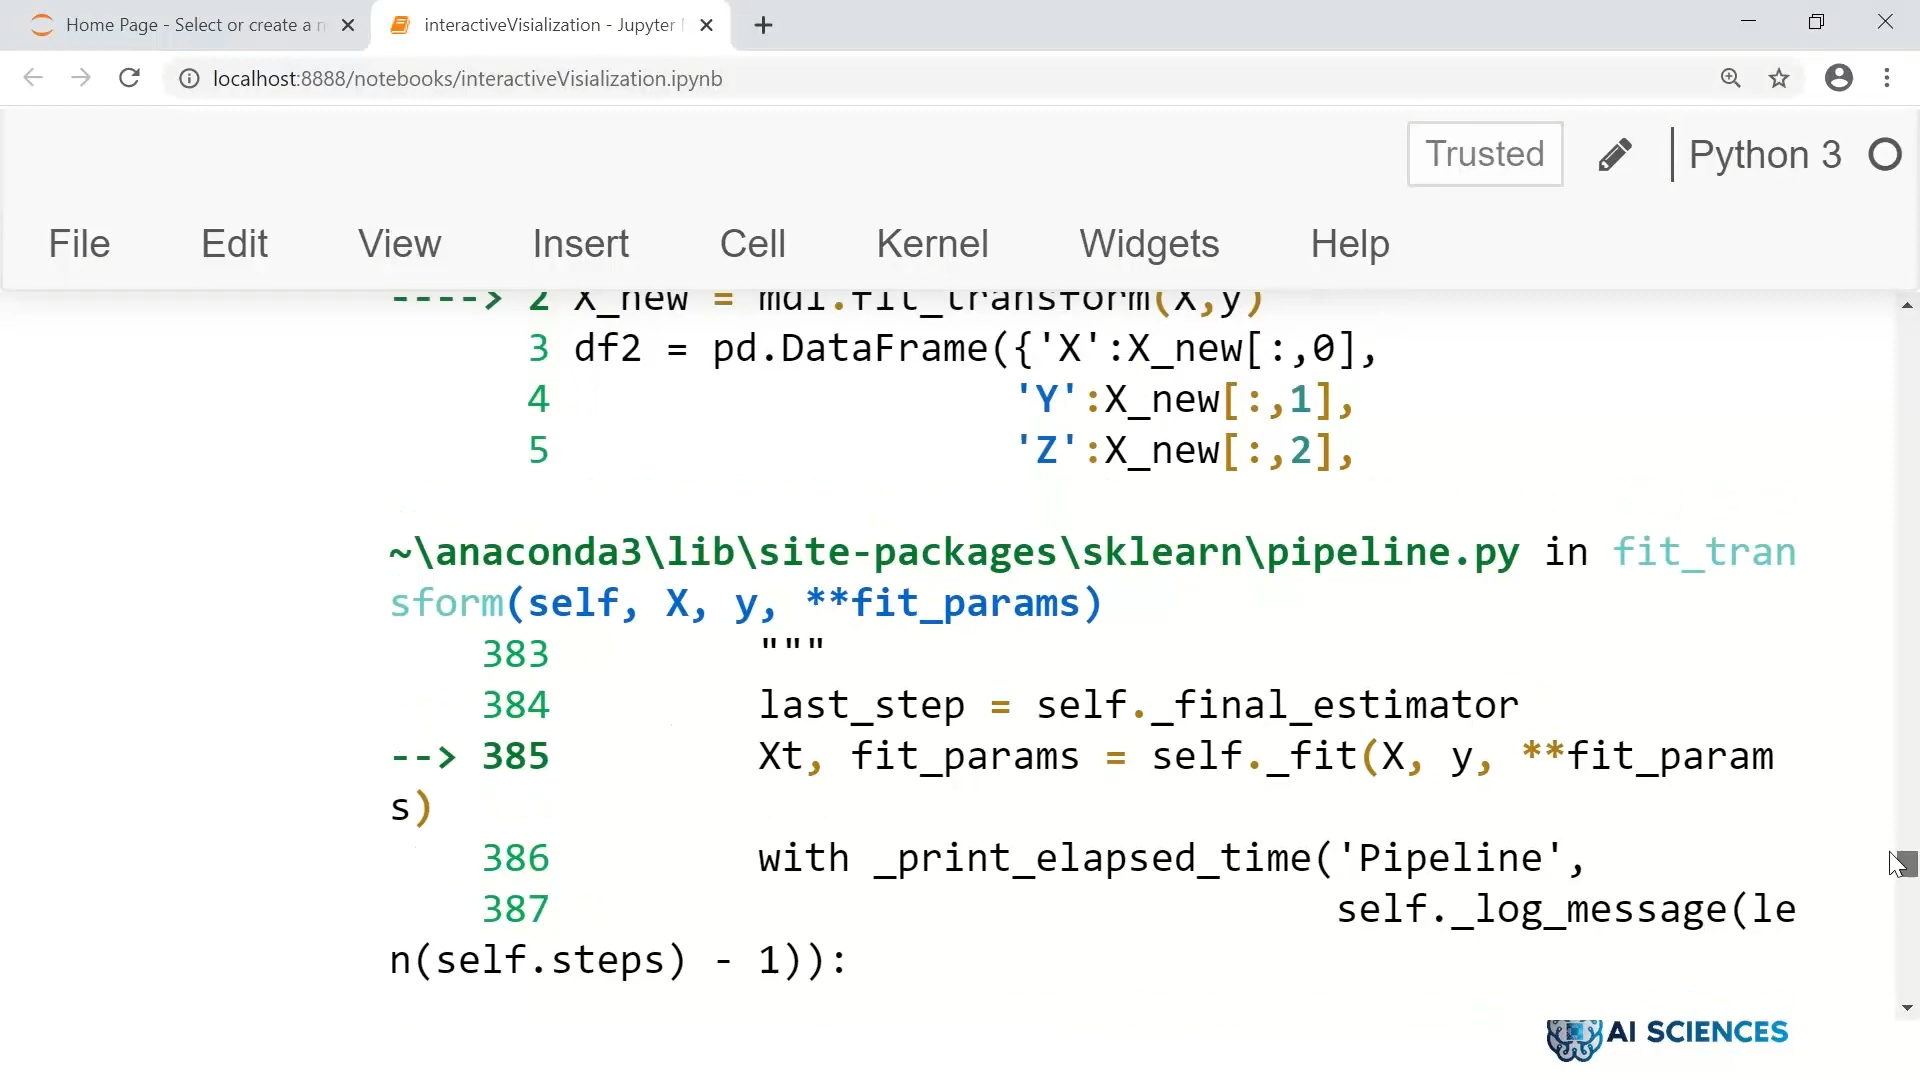 Home Page - Select or create a n
interactiveVisialization - Jupyter
localhost:8888/notebooks/interactiveVisialization.ipynb
Trusted
Python 3
File Edit View Insert Cell Kernel Widgets Help
----> 2 X_new = mdl.fit_transform(X,y)
3 df2 = pd.DataFrame({'X':X_new[:,0],
4 'Y':X_new[:,1],
5 'Z':X_new[:,2],
~\anaconda3\lib\site-packages\sklearn\pipeline.py in fit_tran
sform(self, X, y, **fit_params)
383 """
384 last_step = self._final_estimator
--> 385 Xt, fit_params = self._fit(X, y, **fit_param
s)
386 with _print_elapsed_time('Pipeline',
387 self._log_message(le
n(self.steps) - 1)):
AI SCIENCES